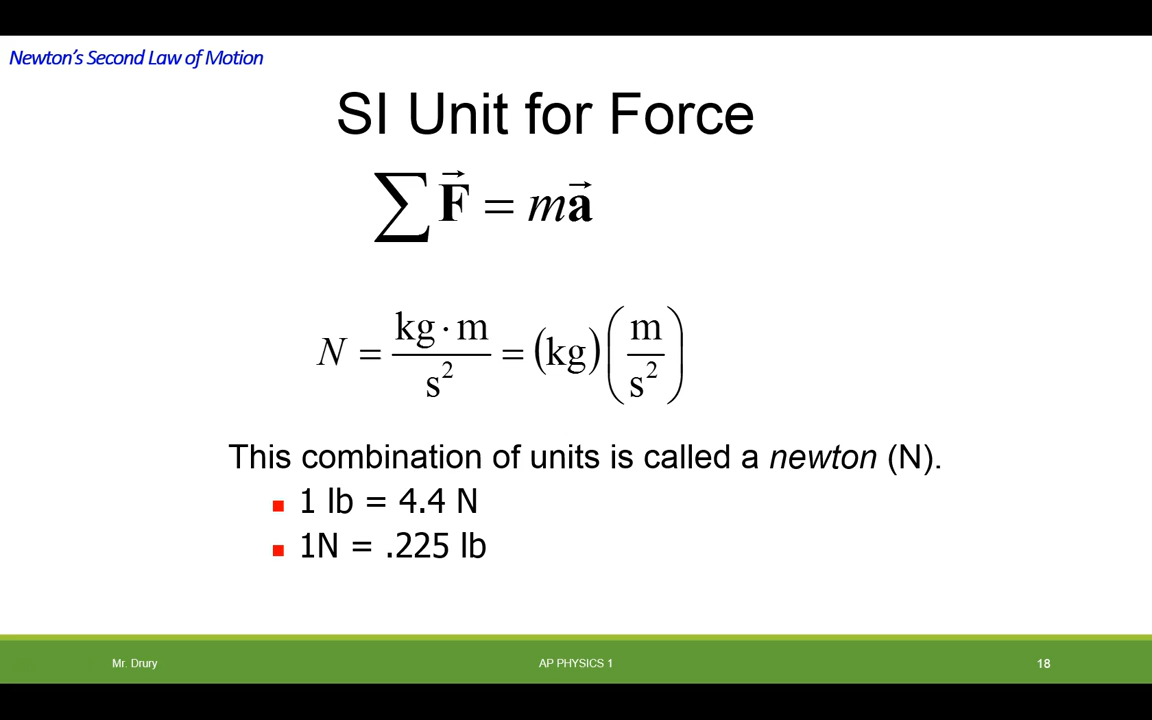 Newton's Second Law of Motion
SI Unit for Force
∑ F⃗ = ma⃗
N = kg · m / s² = (kg) (m / s²)
This combination of units is called a newton (N).
▪ 1 lb = 4.4 N
▪ 1N = .225 lb
Mr. Drury AP PHYSICS 1 18